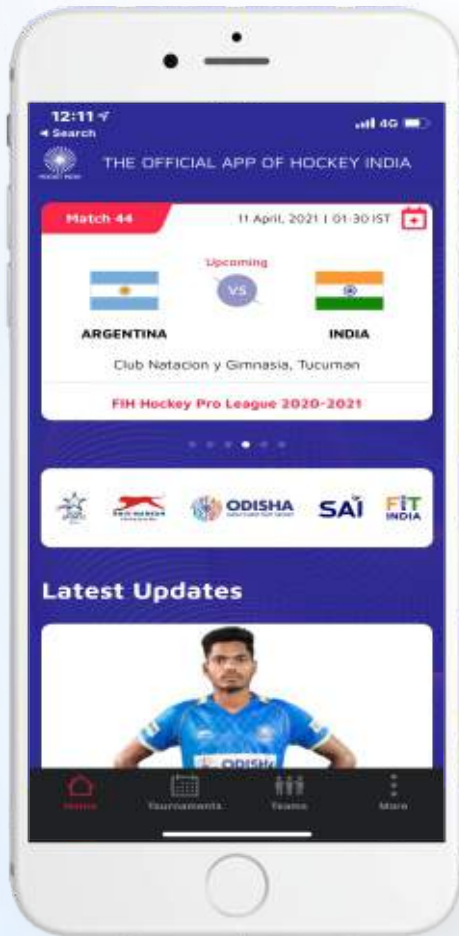 12:11
4G
◂ Search
HOCKEY INDIA
THE OFFICIAL APP OF HOCKEY INDIA
Match 44
11 April, 2021 | 01-30 IST
Upcoming
VS
ARGENTINA
INDIA
Club Natacion y Gimnasia, Tucuman
FIH Hockey Pro League 2020-2021
ODISHA
SAI
FIT
INDIA
Latest Updates
ODISHA
Home
Tournaments
Teams
More